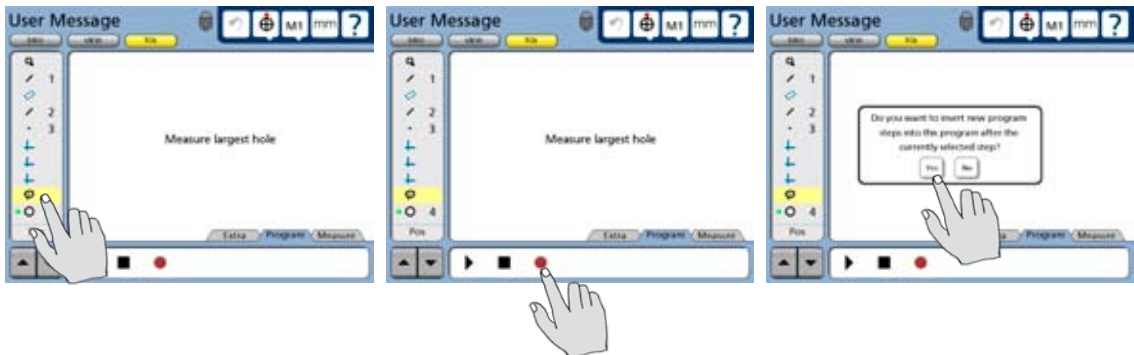 User Message
M1 mm ?
view
1
2
3
Measure largest hole
Extra Program Measure
User Message
M1 mm ?
view
1
2
3
4
Measure largest hole
Pos
Extra Program Measure
User Message
M1 mm ?
view
1
2
3
4
Do you want to insert new program
steps into this program after the
currently selected step?
Yes No
Pos
Program Measure